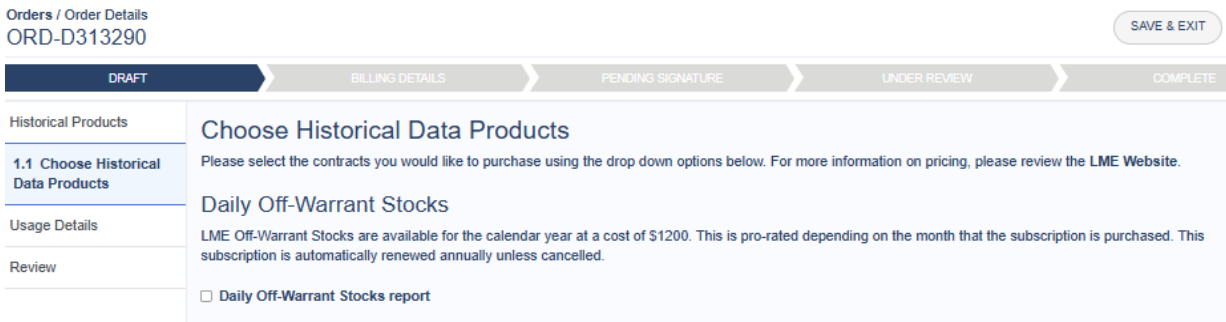 Orders / Order Details
ORD-D313290
SAVE & EXIT
DRAFT
BILLING DETAILS
PENDING SIGNATURE
UNDER REVIEW
COMPLETE
Historical Products
1.1 Choose Historical
Data Products
Usage Details
Review
Choose Historical Data Products
Please select the contracts you would like to purchase using the drop down options below. For more information on pricing, please review the LME Website.
Daily Off-Warrant Stocks
LME Off-Warrant Stocks are available for the calendar year at a cost of $1200. This is pro-rated depending on the month that the subscription is purchased. This
subscription is automatically renewed annually unless cancelled.
Daily Off-Warrant Stocks report